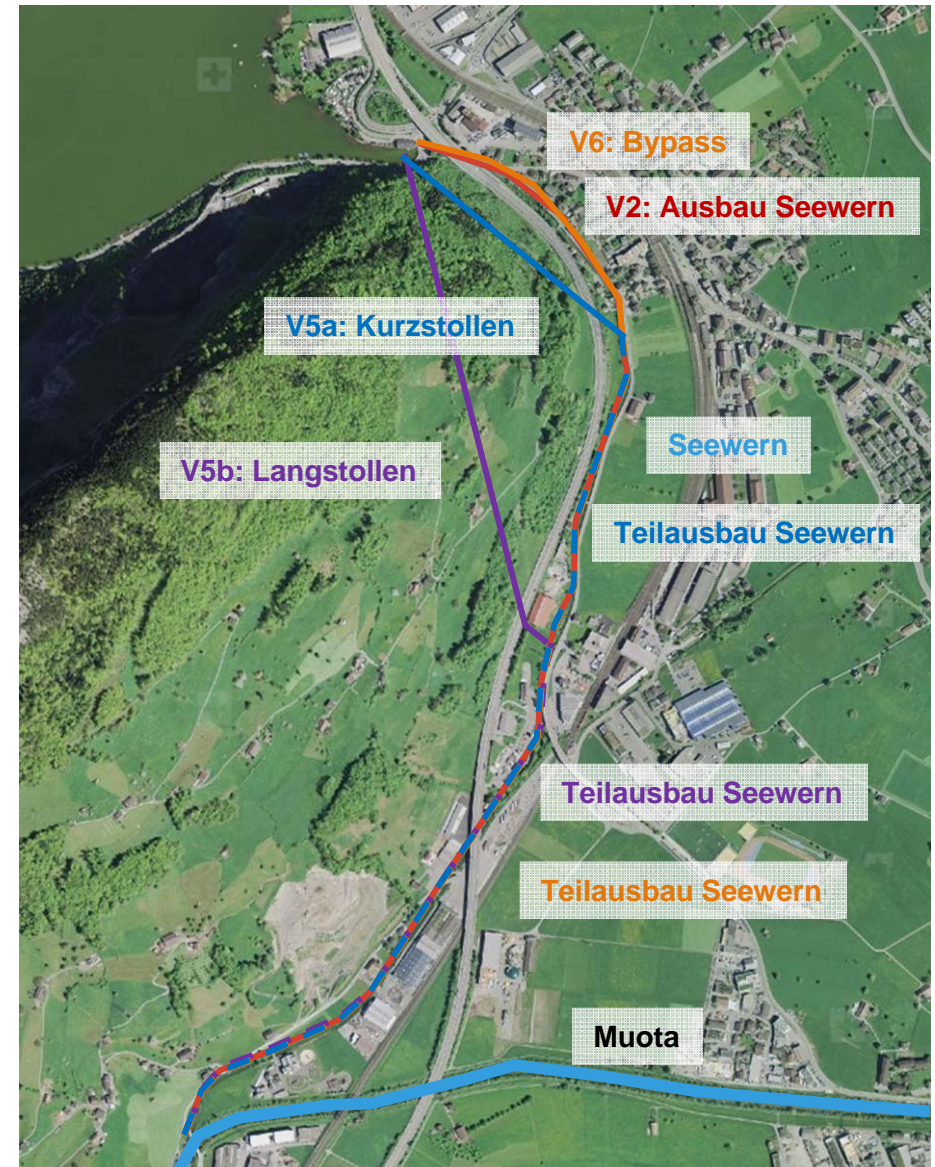 V6: Bypass
V2: Ausbau Seewern
V5a: Kurzstollen
Seewern
V5b: Langstollen
Teilausbau Seewern
Teilausbau Seewern
Teilausbau Seewern
Muota